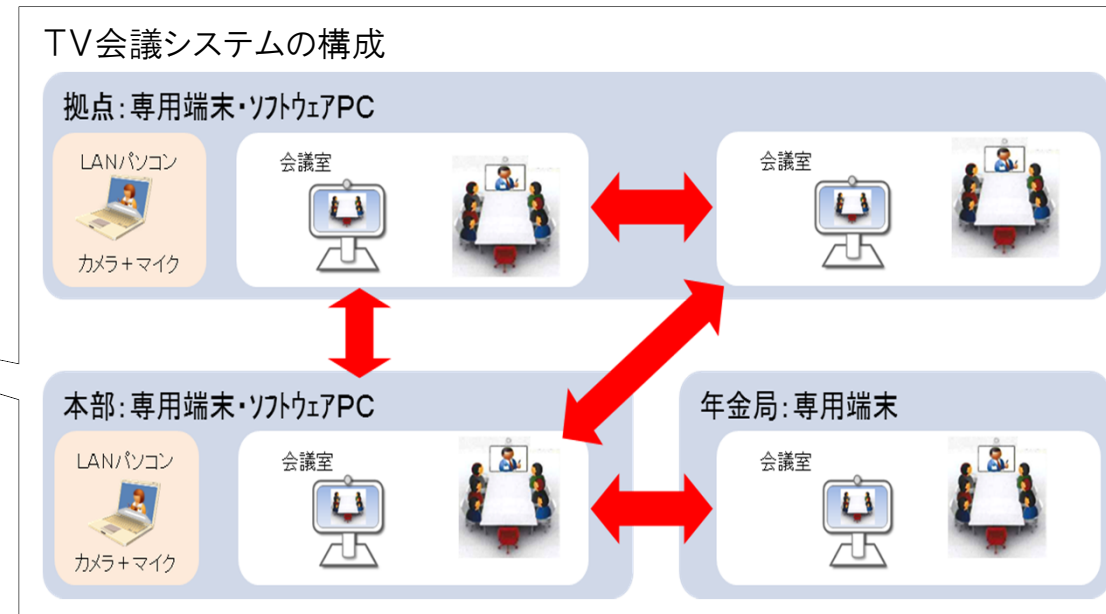 TV会議システムの構成
拠点:専用端末・ソフトウェアPC
LANパソコン
カメラ+マイク
会議室
会議室
本部:専用端末・ソフトウェアPC
LANパソコン
カメラ+マイク
会議室
年金局:専用端末
会議室